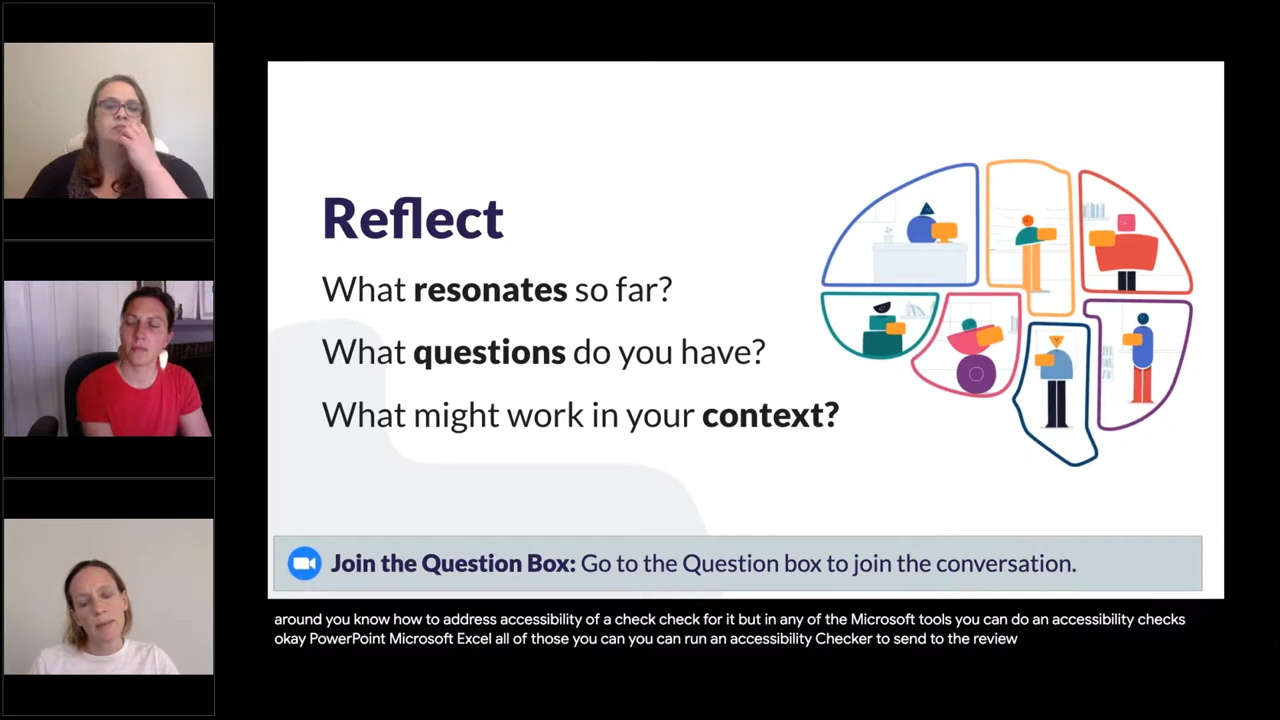 Reflect
What resonates so far?
What questions do you have?
What might work in your context?
Join the Question Box: Go to the Question box to join the conversation.
around you know how to address accessibility of a check check for it but in any of the Microsoft tools you can do an accessibility checks
okay PowerPoint Microsoft Excel all of those you can you can run an accessibility Checker to send to the review